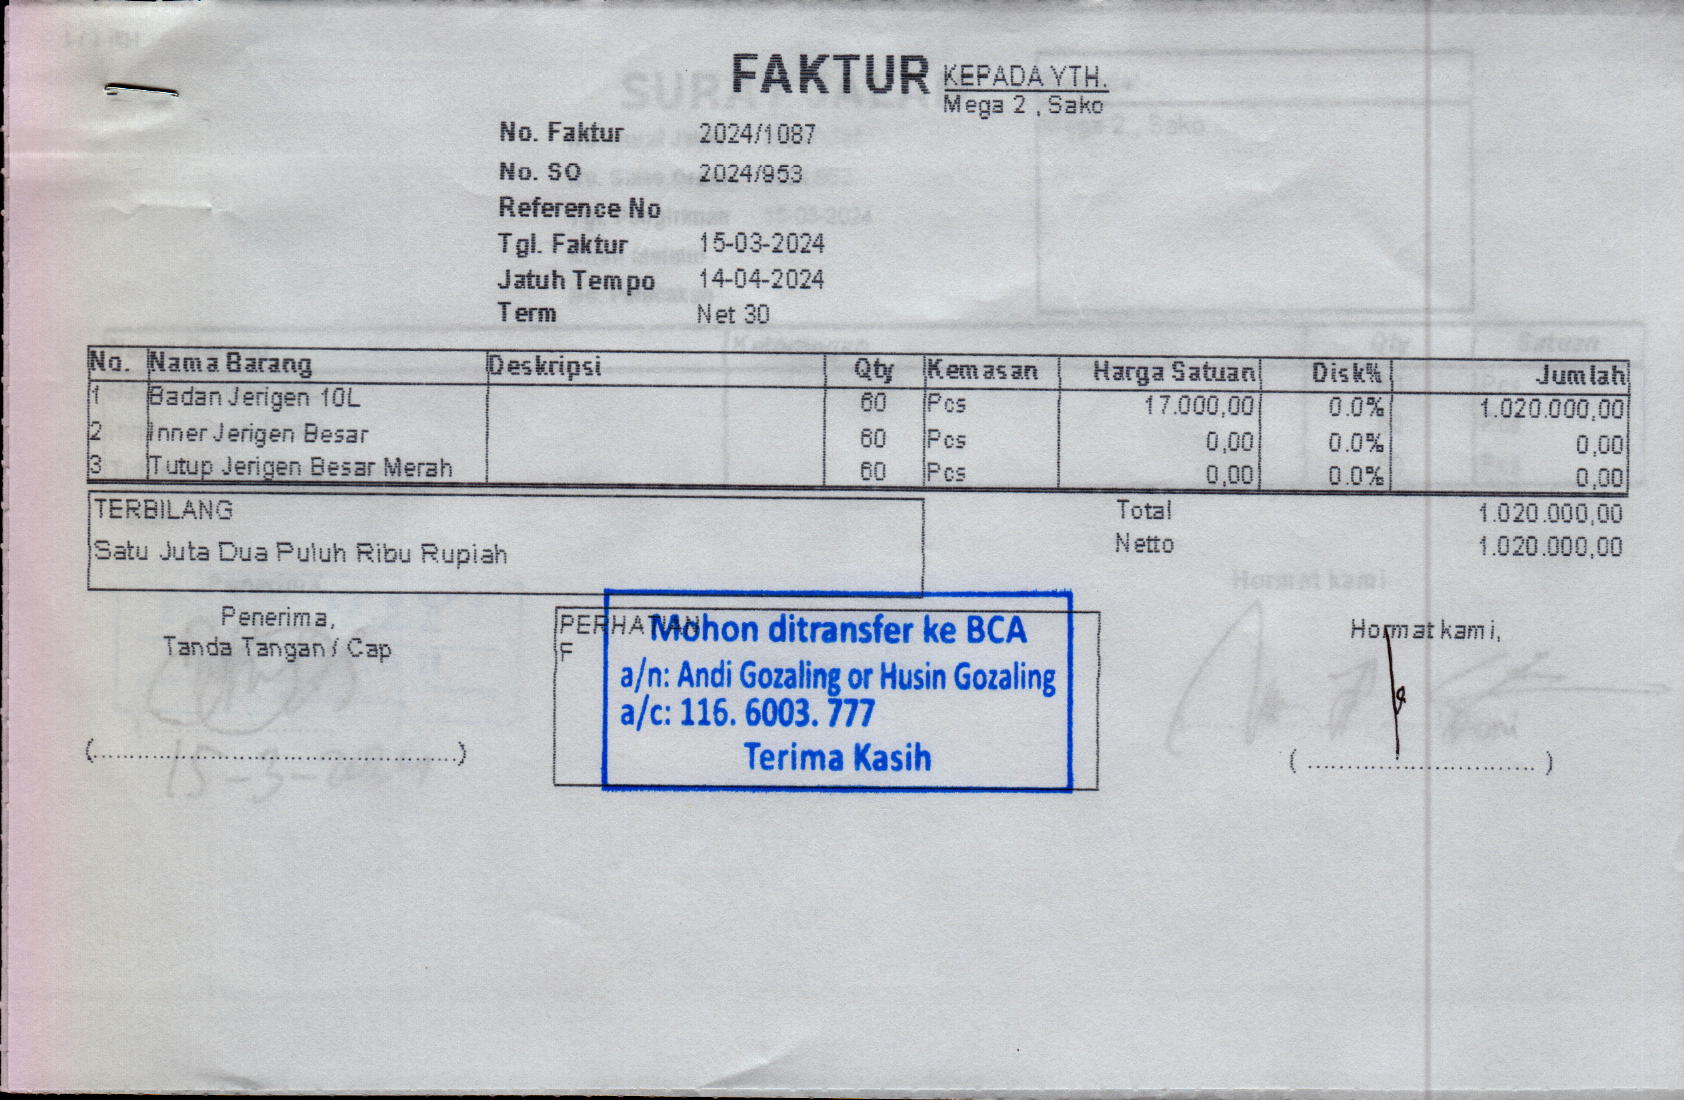 FAKTUR
KEPADA YTH.
Mega 2 , Sako
No. Faktur 2024/1087
No. SO 2024/953
Reference No
Tgl. Faktur 15-03-2024
Jatuh Tempo 14-04-2024
Term Net 30
No. Nama Barang Deskripsi Qty Kemasan Harga Satuan Disk% Jumlah
1 Badan Jerigen 10L 60 Pcs 17.000,00 0.0% 1.020.000,00
2 Inner Jerigen Besar 60 Pcs 0,00 0.0% 0,00
3 Tutup Jerigen Besar Merah 60 Pcs 0,00 0.0% 0,00
TERBILANG
Satu Juta Dua Puluh Ribu Rupiah
Total 1.020.000,00
Netto 1.020.000,00
Penerima,
Tanda Tangan / Cap
(..............................................)
PERHATIAN
F
Mohon ditransfer ke BCA
a/n: Andi Gozaling or Husin Gozaling
a/c: 116. 6003. 777
Terima Kasih
Hormat kami,
( ............................. )